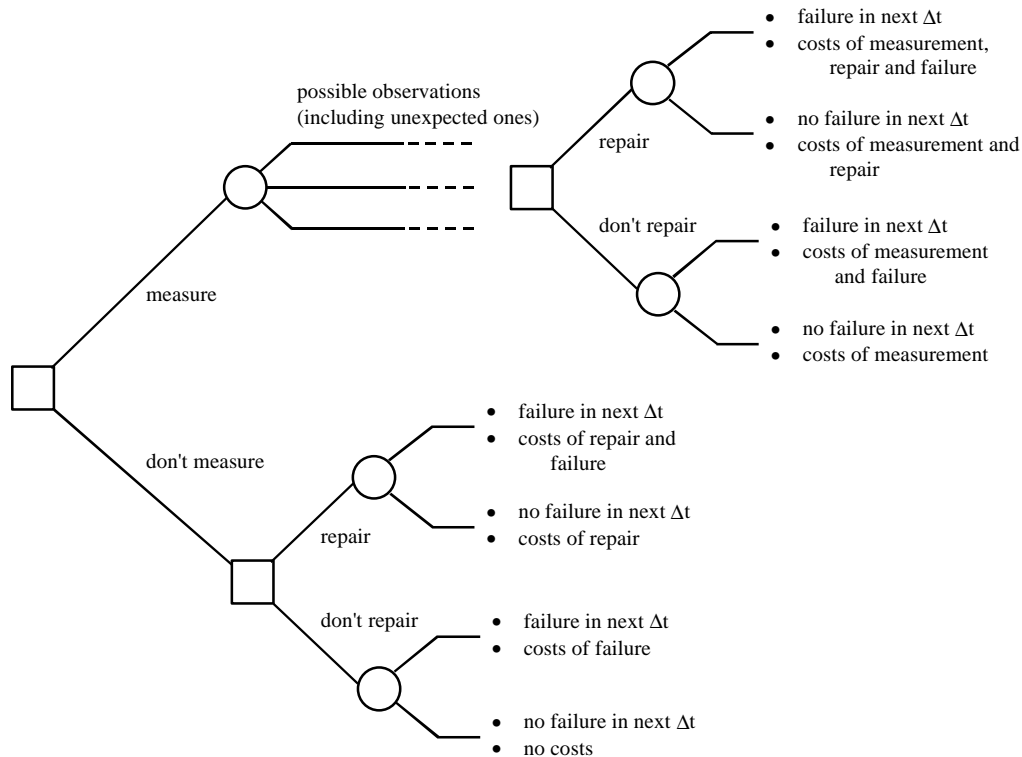 • failure in next Δt
• costs of measurement,
repair and failure
possible observations
(including unexpected ones)
• no failure in next Δt
• costs of measurement and
repair
repair
don't repair
• failure in next Δt
• costs of measurement
and failure
measure
• no failure in next Δt
• costs of measurement
don't measure
• failure in next Δt
• costs of repair and
failure
• no failure in next Δt
• costs of repair
repair
don't repair
• failure in next Δt
• costs of failure
• no failure in next Δt
• no costs